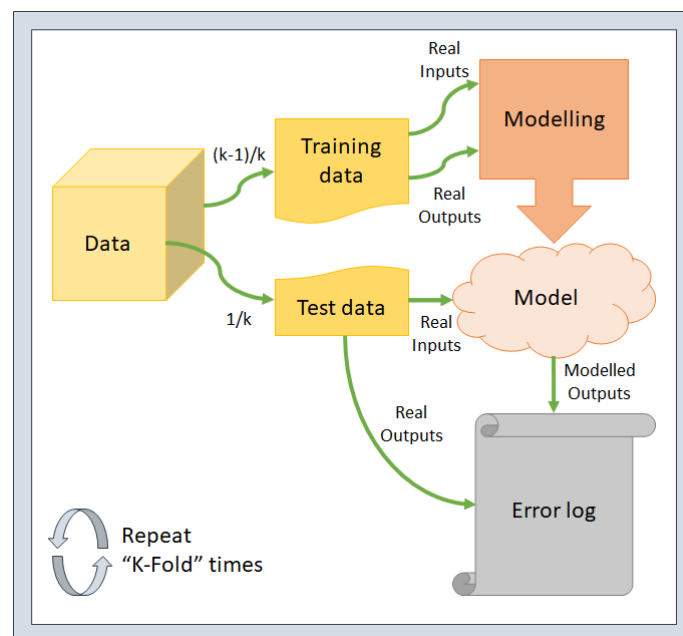 Real
Inputs
Modelling
(k-1)/k
Training
data
Real
Outputs
Data
Model
1/k
Test data
Real
Inputs
Modelled
Outputs
Real
Outputs
Error log
Repeat
“K-Fold” times